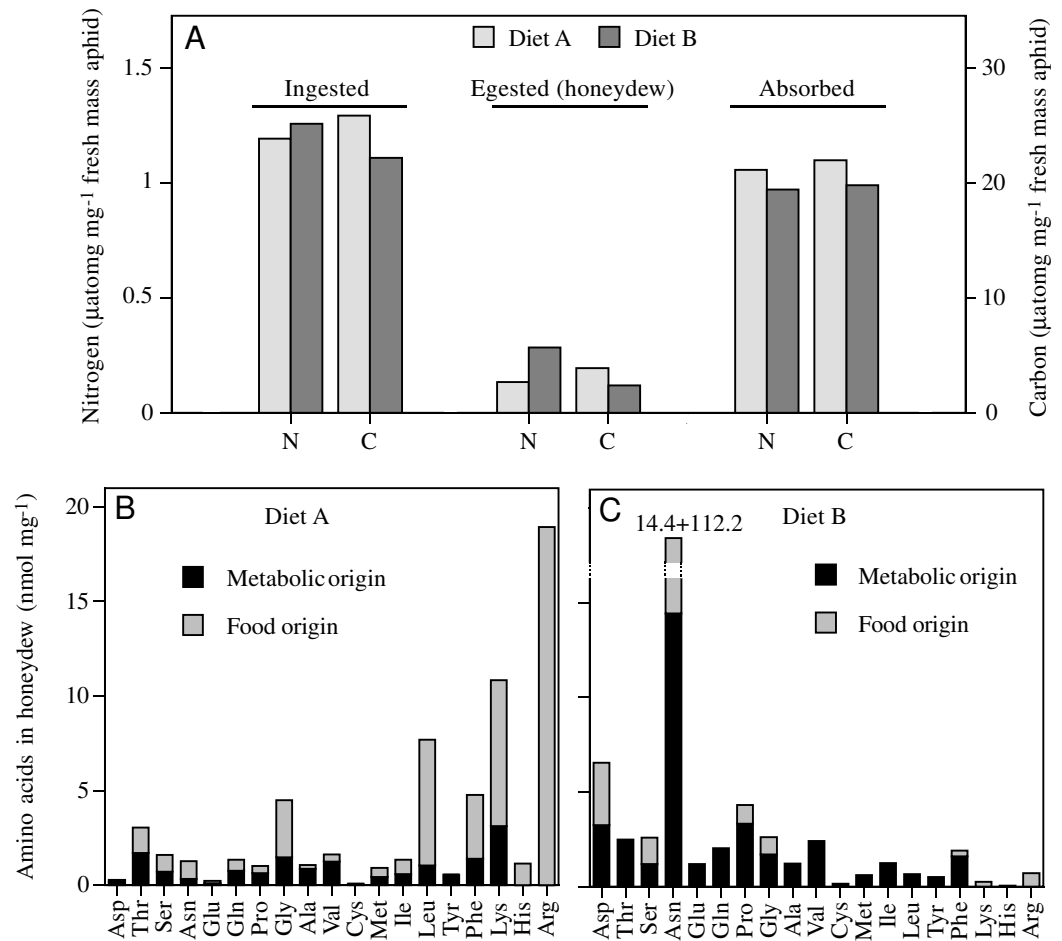 A
Diet A Diet B
Nitrogen (μatomg mg-1 fresh mass aphid)
Carbon (μatomg mg-1 fresh mass aphid)
1.5
1
0.5
0
30
20
10
0
Ingested Egested (honeydew) Absorbed
N C N C N C
B
Diet A
Metabolic origin
Food origin
Amino acids in honeydew (nmol mg-1)
20
15
10
5
0
Asp Thr Ser Asn Glu Gln Pro Gly Ala Val Cys Met Ile Leu Tyr Phe Lys His Arg
C
14.4+112.2
Diet B
Metabolic origin
Food origin
Asp Thr Ser Asn Glu Gln Pro Gly Ala Val Cys Met Ile Leu Tyr Phe Lys His Arg